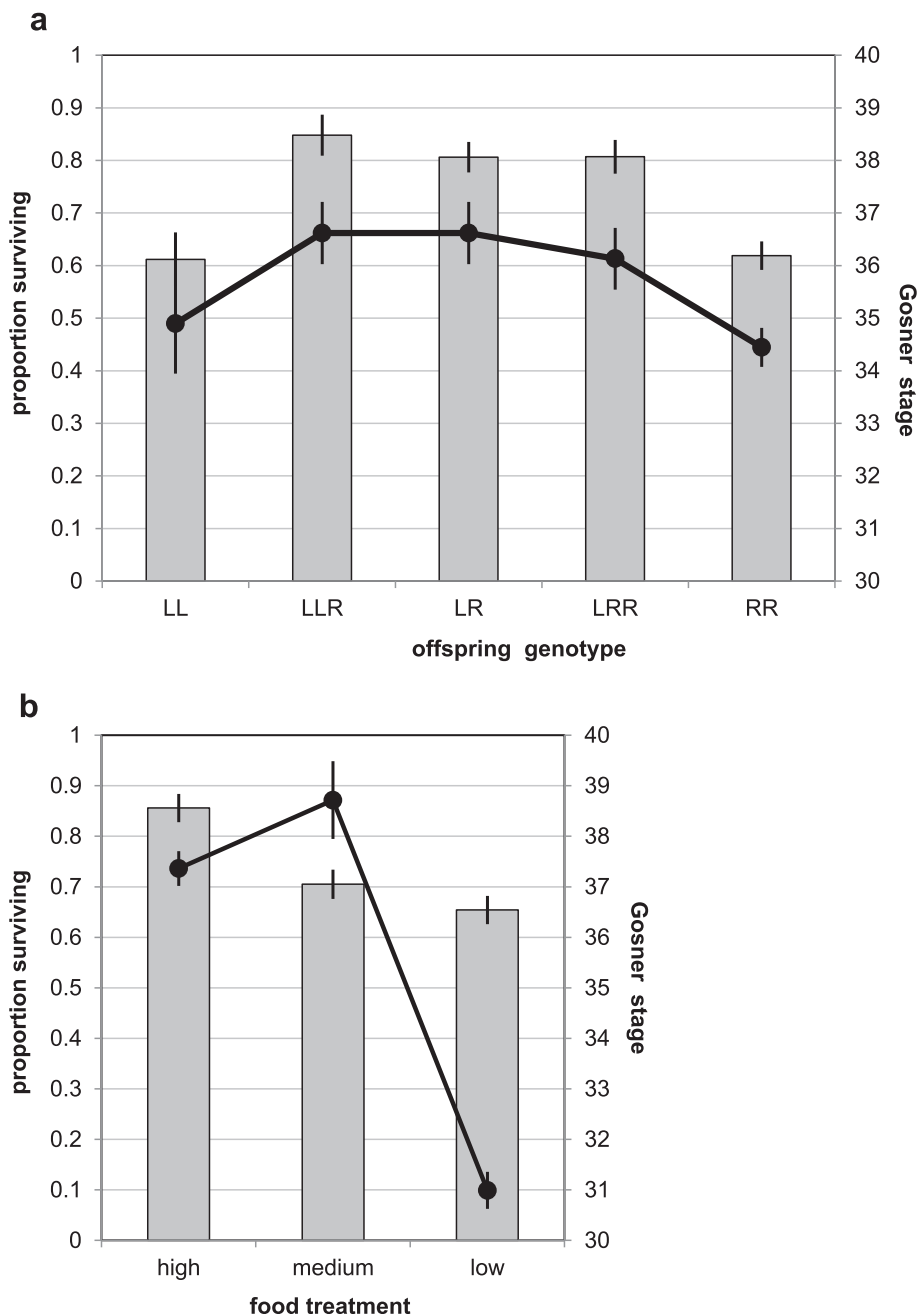 a
1 40
0.9 39
0.8 38
0.7 37
0.6 36
0.5 35
0.4 34
0.3 33
0.2 32
0.1 31
0 30
proportion surviving
Gosner stage
LL LLR LR LRR RR
offspring genotype
b
1 40
0.9 39
0.8 38
0.7 37
0.6 36
0.5 35
0.4 34
0.3 33
0.2 32
0.1 31
0 30
proportion surviving
Gosner stage
high medium low
food treatment